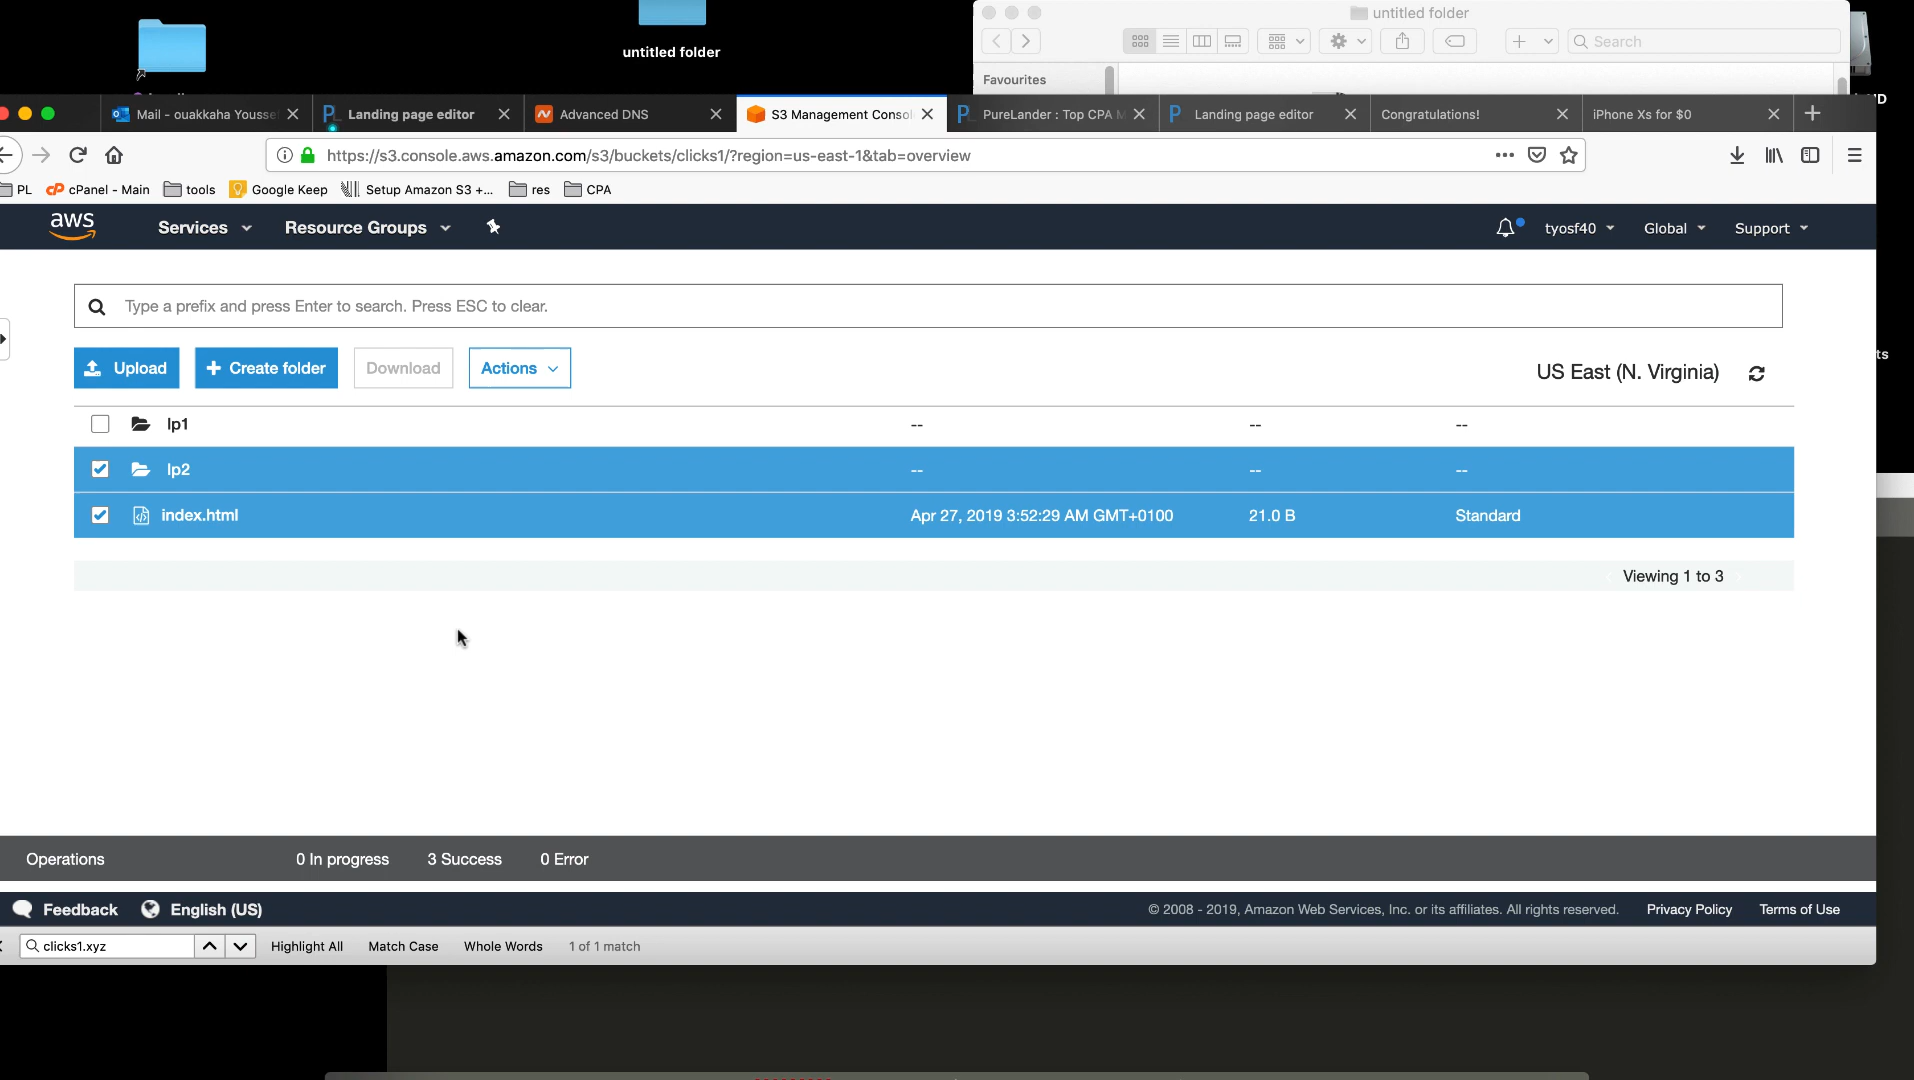 untitled folder
untitled folder
Search
Favourites
Mail - ouakkaha Yousse
Landing page editor
Advanced DNS
S3 Management Consol
PureLander : Top CPA M
Landing page editor
Congratulations!
iPhone Xs for $0
https://s3.console.aws.amazon.com/s3/buckets/clicks1/?region=us-east-1&tab=overview
PL
cPanel - Main
tools
Google Keep
Setup Amazon S3 +...
res
CPA
aws
Services
Resource Groups
tyosf40
Global
Support
Type a prefix and press Enter to search. Press ESC to clear.
Upload
Create folder
Download
Actions
US East (N. Virginia)
lp1 -- -- --
lp2 -- -- --
index.html Apr 27, 2019 3:52:29 AM GMT+0100 21.0 B Standard
Viewing 1 to 3
Operations 0 In progress 3 Success 0 Error
Feedback
English (US)
© 2008 - 2019, Amazon Web Services, Inc. or its affiliates. All rights reserved.
Privacy Policy
Terms of Use
clicks1.xyz
Highlight All
Match Case
Whole Words
1 of 1 match